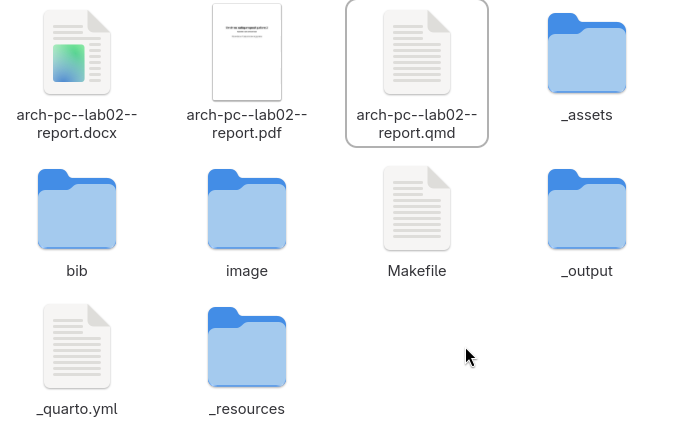 arch-pc--lab02--
report.docx
arch-pc--lab02--
report.pdf
arch-pc--lab02--
report.qmd
_assets
bib
image
Makefile
_output
_quarto.yml
_resources